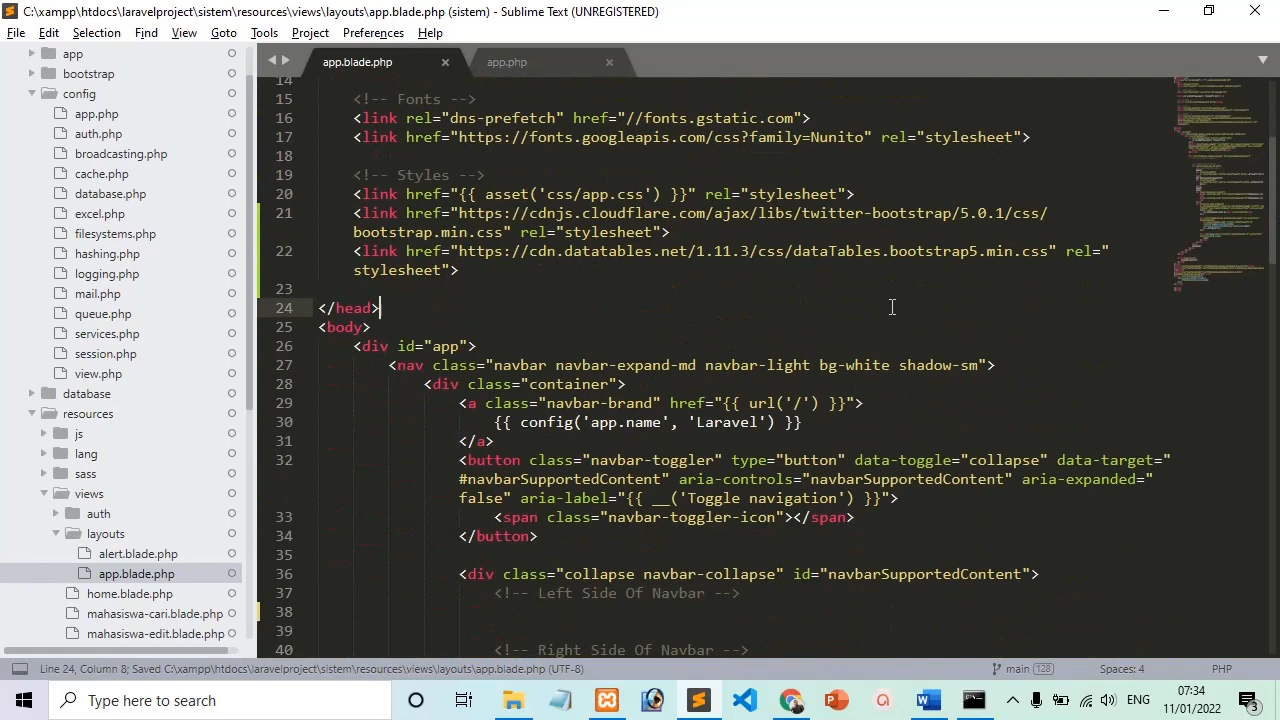 C:\xampp\htdocs\laravelproject\sistem\resources\views\layouts\app.blade.php (sistem) - Sublime Text (UNREGISTERED)
File Edit Selection Find View Goto Tools Project Preferences Help
app
bootstrap
config
app.php
auth.php
broadcasting.php
cache.php
database.php
excel.php
filesystems.php
hashing.php
logging.php
mail.php
queue.php
services.php
session.php
view.php
database
resources
js
lang
sass
views
auth
layouts
alert.blade.php
app.blade.php
home.blade.php
mahasiswa-cari.blade.php
mahasiswa-edit.blade.php
app.blade.php app.php
14
15 <!-- Fonts -->
16 <link rel="dns-prefetch" href="//fonts.gstatic.com">
17 <link href="https://fonts.googleapis.com/css?family=Nunito" rel="stylesheet">
18
19 <!-- Styles -->
20 <link href="{{ asset('css/app.css') }}" rel="stylesheet">
21 <link href="https://cdnjs.cloudflare.com/ajax/libs/twitter-bootstrap/5.0.1/css/
bootstrap.min.css" rel="stylesheet">
22 <link href="https://cdn.datatables.net/1.11.3/css/dataTables.bootstrap5.min.css" rel="
stylesheet">
23
24 </head>
25 <body>
26 <div id="app">
27 <nav class="navbar navbar-expand-md navbar-light bg-white shadow-sm">
28 <div class="container">
29 <a class="navbar-brand" href="{{ url('/') }}">
30 {{ config('app.name', 'Laravel') }}
31 </a>
32 <button class="navbar-toggler" type="button" data-toggle="collapse" data-target="
#navbarSupportedContent" aria-controls="navbarSupportedContent" aria-expanded="
false" aria-label="{{ __('Toggle navigation') }}">
33 <span class="navbar-toggler-icon"></span>
34 </button>
35
36 <div class="collapse navbar-collapse" id="navbarSupportedContent">
37 <!-- Left Side Of Navbar -->
38
39
40 <!-- Right Side Of Navbar -->
Line 24, Column 8; Saved C:\xampp\htdocs\laravelproject\sistem\resources\views\layouts\app.blade.php (UTF-8) main 128 Spaces: 4 PHP
Type here to search
ENG
07:34
11/01/2022
3